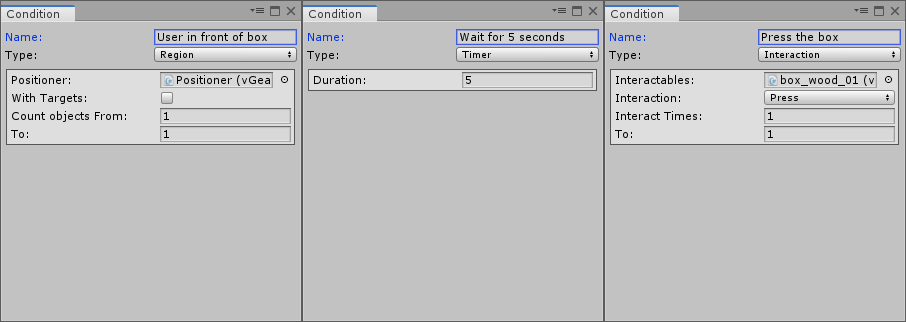 Condition
Name: User in front of box
Type: Region
Positioner: Positioner (vGea
With Targets:
Count objects From: 1
To: 1
Condition
Name: Wait for 5 seconds
Type: Timer
Duration: 5
Condition
Name: Press the box
Type: Interaction
Interactables: box_wood_01 (v
Interaction: Press
Interact Times: 1
To: 1